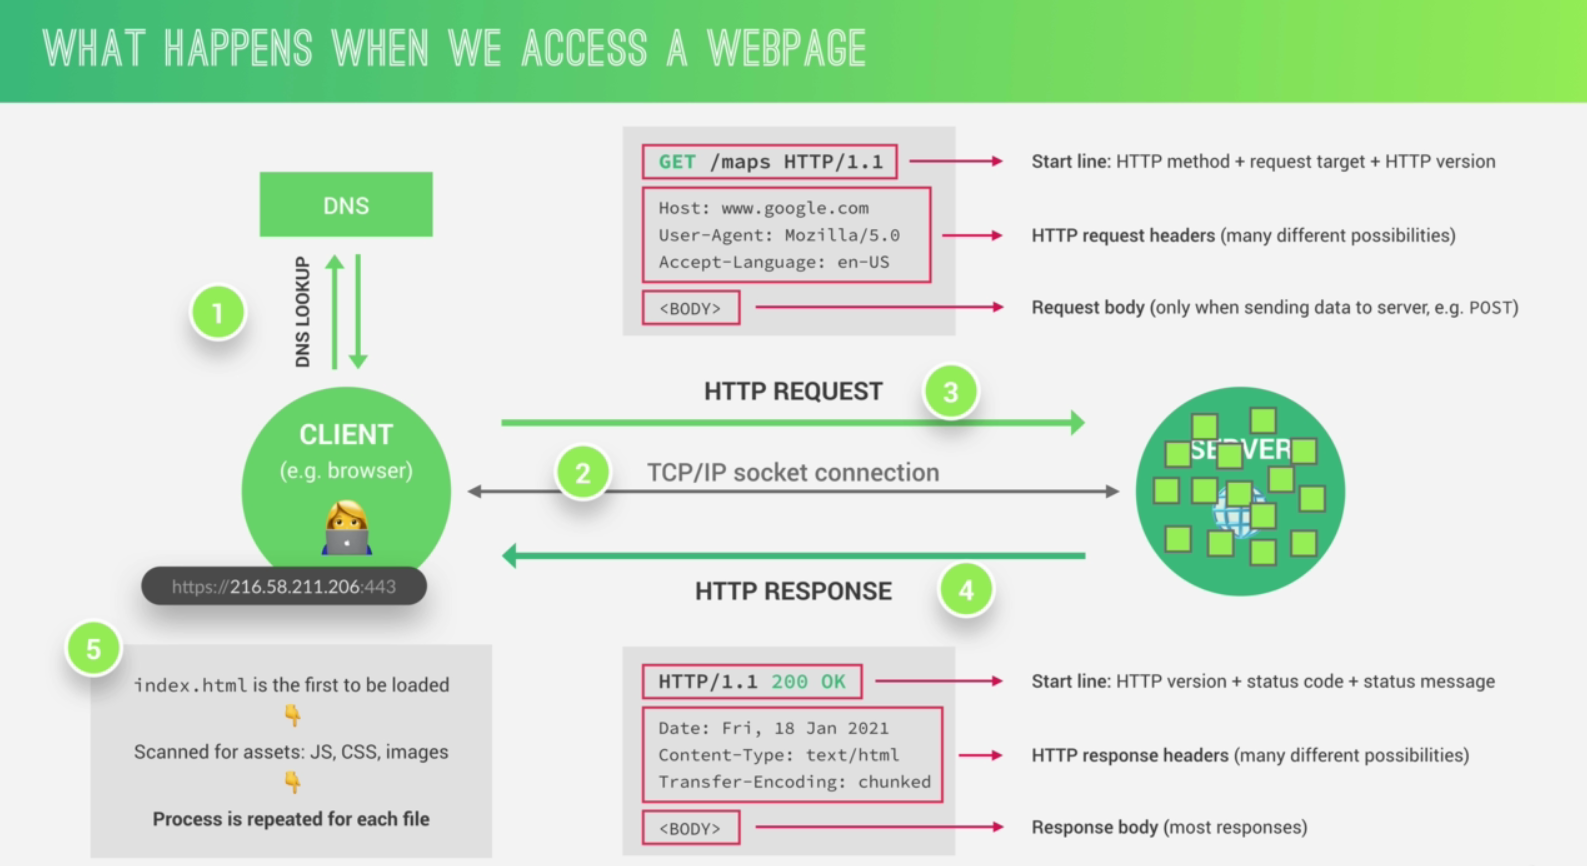 WHAT HAPPENS WHEN WE ACCESS A WEBPAGE
DNS
DNS LOOKUP
1
CLIENT
(e.g. browser)
https://216.58.211.206:443
GET /maps HTTP/1.1
Start line: HTTP method + request target + HTTP version
Host: www.google.com
User-Agent: Mozilla/5.0
Accept-Language: en-US
HTTP request headers (many different possibilities)
<BODY>
Request body (only when sending data to server, e.g. POST)
HTTP REQUEST
3
2
TCP/IP socket connection
SERVER
HTTP RESPONSE
4
5
index.html is the first to be loaded
Scanned for assets: JS, CSS, images
Process is repeated for each file
HTTP/1.1 200 OK
Start line: HTTP version + status code + status message
Date: Fri, 18 Jan 2021
Content-Type: text/html
Transfer-Encoding: chunked
HTTP response headers (many different possibilities)
<BODY>
Response body (most responses)